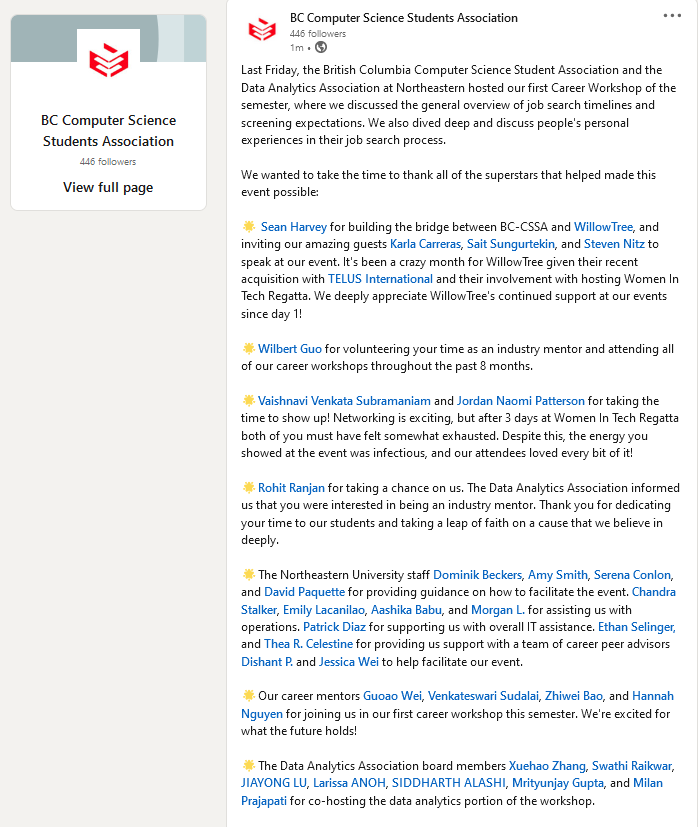 BC Computer Science
Students Association
446 followers
View full page
BC Computer Science Students Association
446 followers
1m •
Last Friday, the British Columbia Computer Science Student Association and the
Data Analytics Association at Northeastern hosted our first Career Workshop of the
semester, where we discussed the general overview of job search timelines and
screening expectations. We also dived deep and discuss people's personal
experiences in their job search process.
We wanted to take the time to thank all of the superstars that helped made this
event possible:
🌟 Sean Harvey for building the bridge between BC-CSSA and WillowTree, and
inviting our amazing guests Karla Carreras, Sait Sungurtekin, and Steven Nitz to
speak at our event. It's been a crazy month for WillowTree given their recent
acquisition with TELUS International and their involvement with hosting Women In
Tech Regatta. We deeply appreciate WillowTree's continued support at our events
since day 1!
🌟 Wilbert Guo for volunteering your time as an industry mentor and attending all
of our career workshops throughout the past 8 months.
🌟 Vaishnavi Venkata Subramaniam and Jordan Naomi Patterson for taking the
time to show up! Networking is exciting, but after 3 days at Women In Tech Regatta
both of you must have felt somewhat exhausted. Despite this, the energy you
showed at the event was infectious, and our attendees loved every bit of it!
🌟 Rohit Ranjan for taking a chance on us. The Data Analytics Association informed
us that you were interested in being an industry mentor. Thank you for dedicating
your time to our students and taking a leap of faith on a cause that we believe in
deeply.
🌟 The Northeastern University staff Dominik Beckers, Amy Smith, Serena Conlon,
and David Paquette for providing guidance on how to facilitate the event. Chandra
Stalker, Emily Lacanilao, Aashika Babu, and Morgan L. for assisting us with
operations. Patrick Diaz for supporting us with overall IT assistance. Ethan Selinger,
and Thea R. Celestine for providing us support with a team of career peer advisors
Dishant P. and Jessica Wei to help facilitate our event.
🌟 Our career mentors Guoao Wei, Venkateswari Sudalai, Zhiwei Bao, and Hannah
Nguyen for joining us in our first career workshop this semester. We're excited for
what the future holds!
🌟 The Data Analytics Association board members Xuehao Zhang, Swathi Raikwar,
JIAYONG LU, Larissa ANOH, SIDDHARTH ALASHI, Mrityunjay Gupta, and Milan
Prajapati for co-hosting the data analytics portion of the workshop.